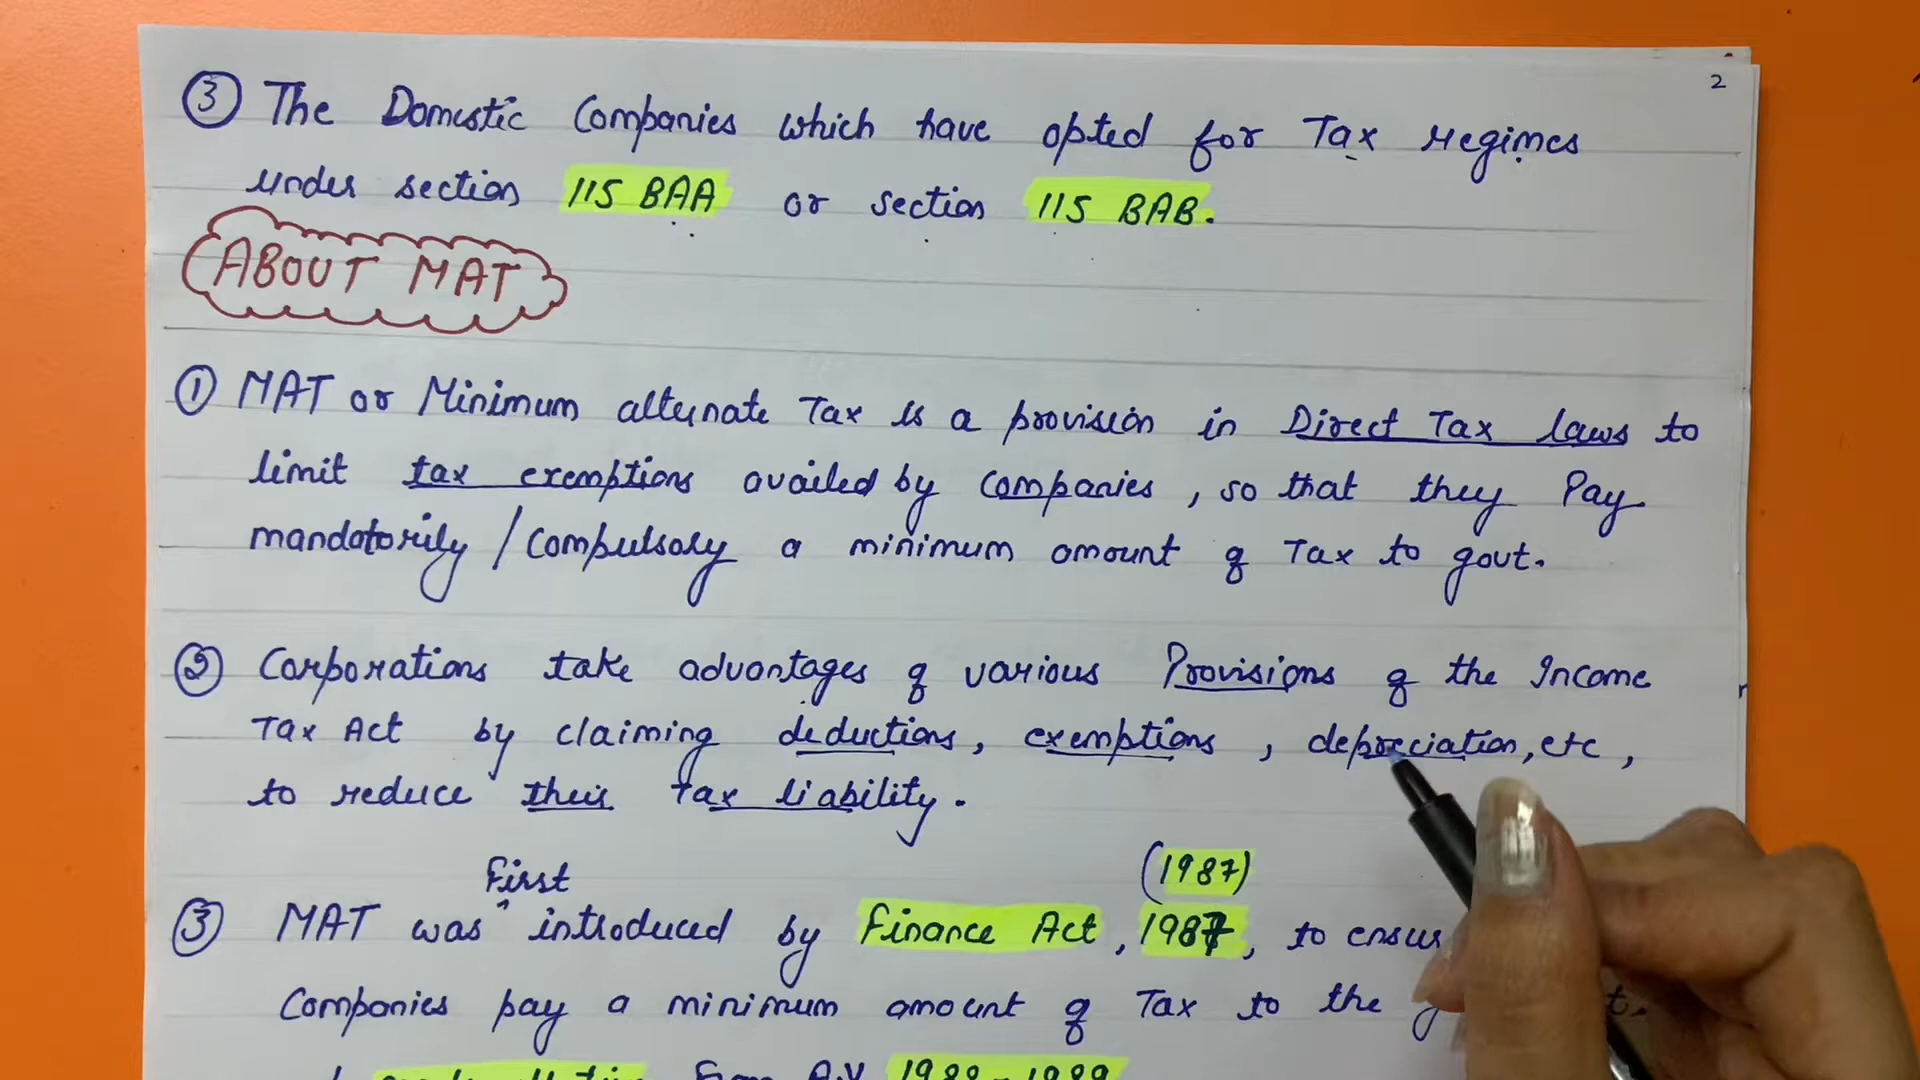 2
③ The Domestic Companies which have opted for Tax regimes
under section 115 BAA or section 115 BAB.
ABOUT MAT
① MAT or Minimum alternate Tax is a provision in Direct Tax laws to
limit tax exemptions availed by companies, so that they Pay
mandatorily / Compulsory a minimum amount of Tax to govt.
② Corporations take advantages of various Provisions of the Income
Tax Act by claiming deductions, exemptions, depreciation, etc,
to reduce their tax liability.
First (1987)
③ MAT was ^ introduced by Finance Act, 1987, to
Companies pay a minimum amount of Tax to the
from A.Y 1988-1989